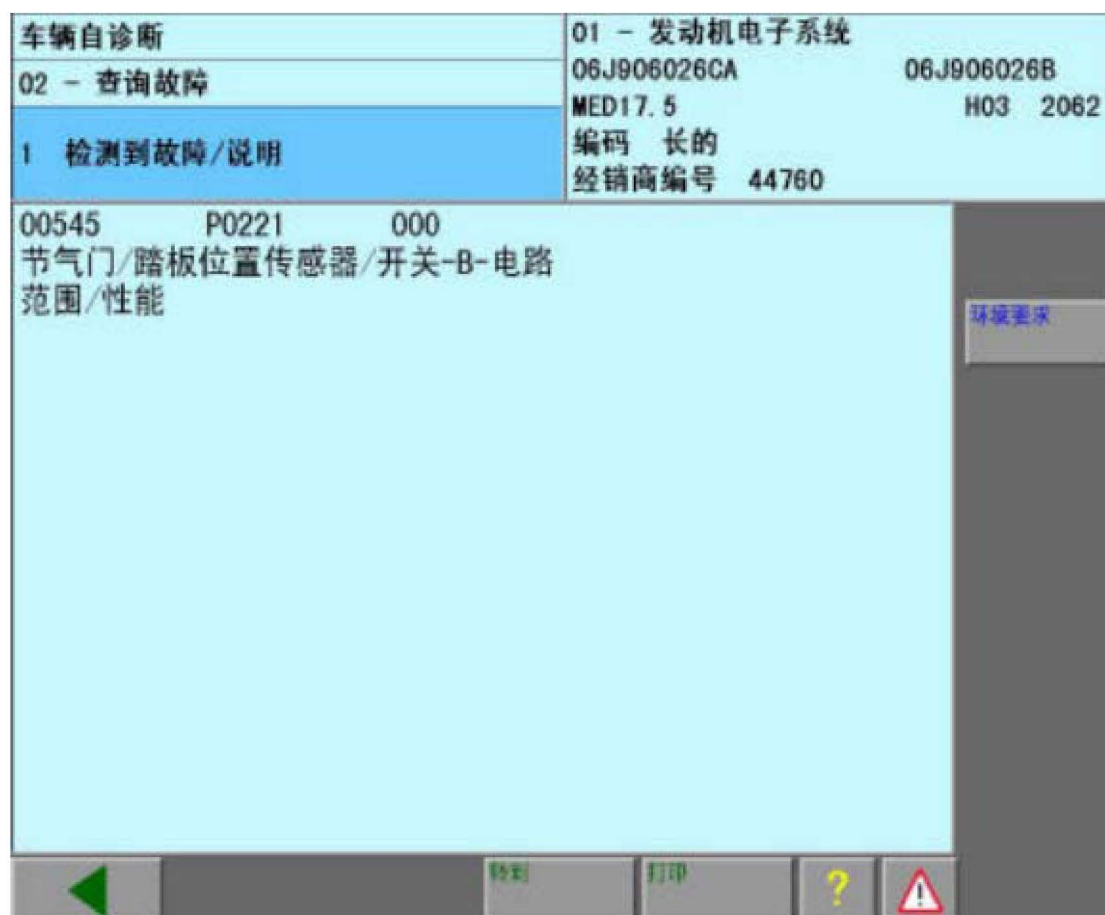 车辆自诊断
02 - 查询故障
1 检测到故障/说明
01 - 发动机电子系统
06J906026CA 06J906026B
MED17.5 H03 2062
编码 长的
经销商编号 44760
00545 P0221 000
节气门/踏板位置传感器/开关-B-电路
范围/性能
环境要求
转到
打印
?